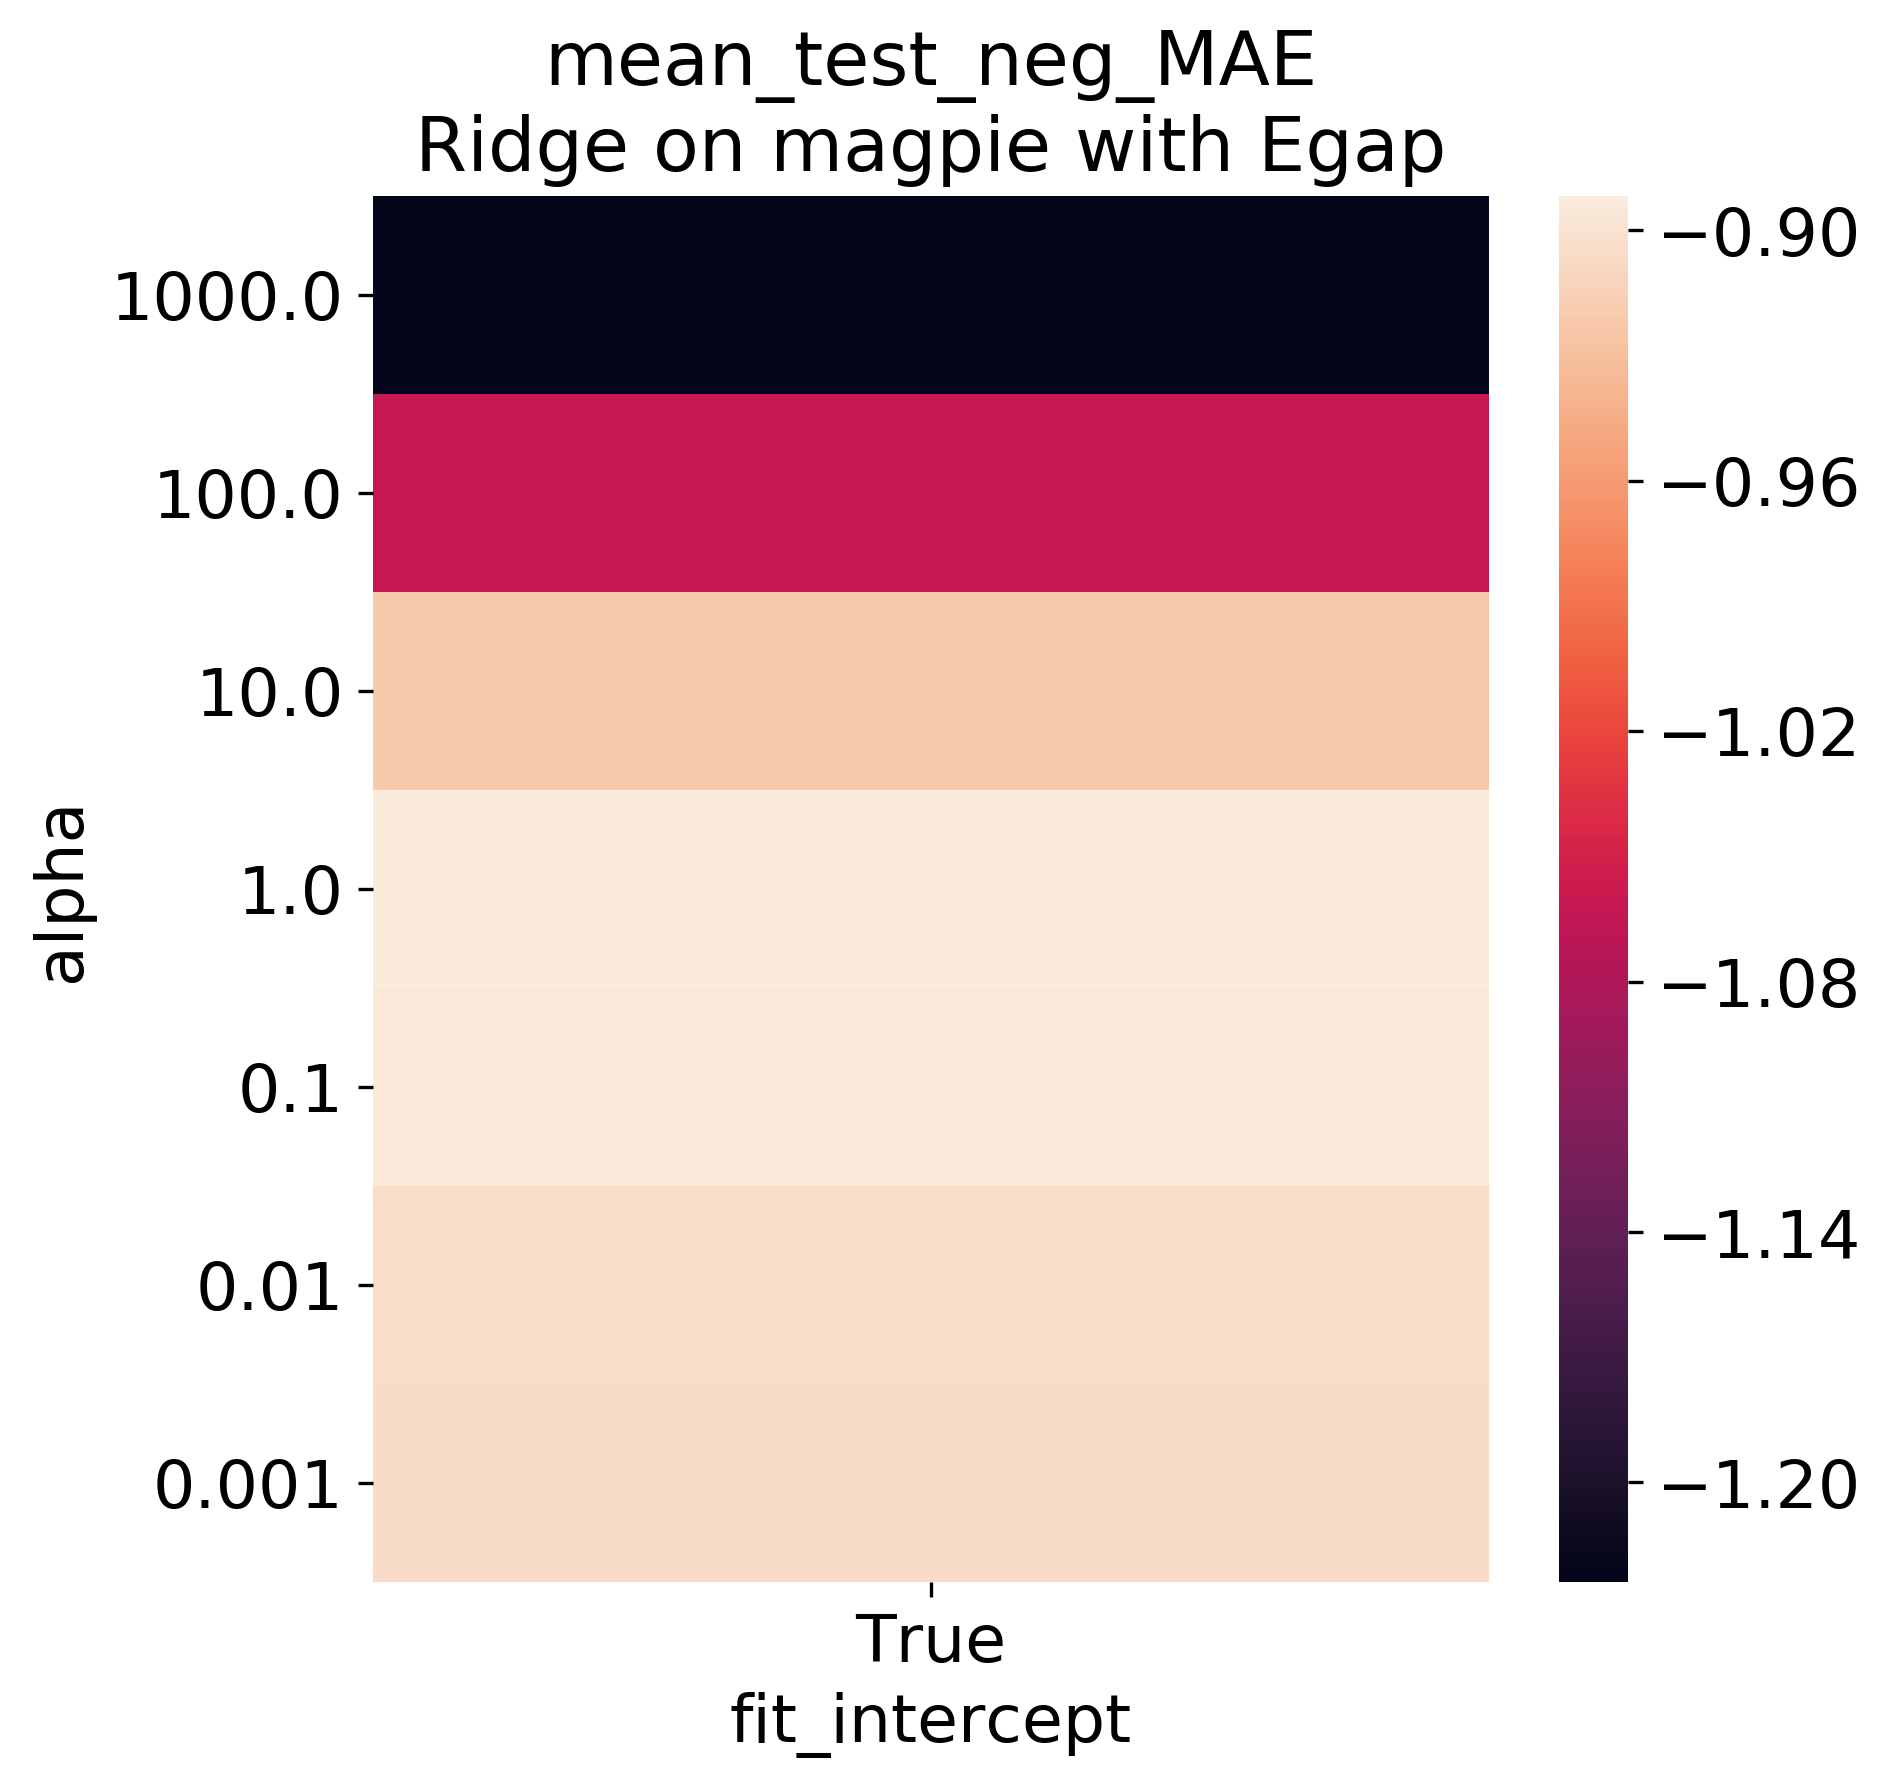 mean_test_neg_MAE
Ridge on magpie with Egap
1000.0
100.0
10.0
1.0
0.1
0.01
0.001
alpha
True
fit_intercept
−0.90
−0.96
−1.02
−1.08
−1.14
−1.20